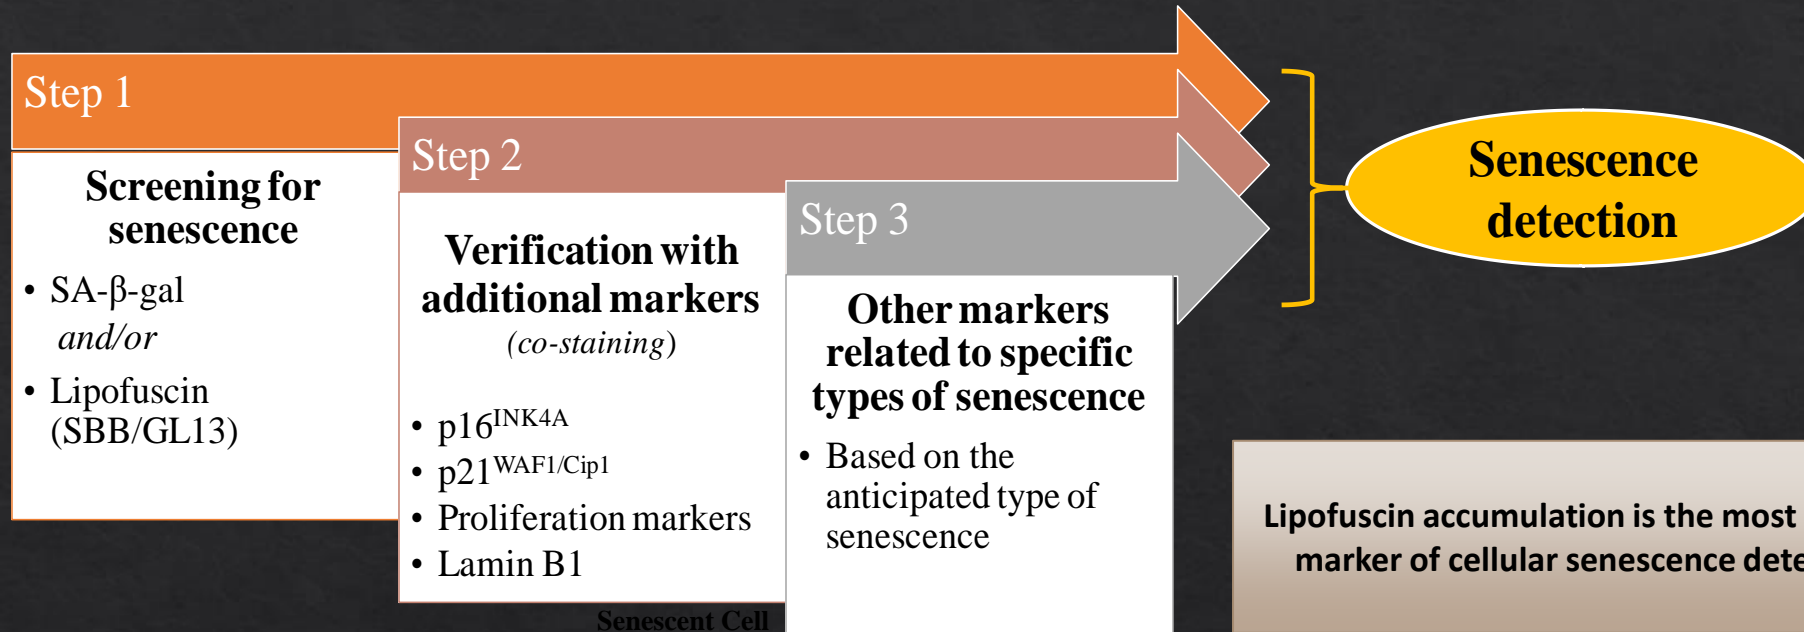 Step 1
Screening for
senescence
• SA-β-gal
and/or
• Lipofuscin
(SBB/GL13)
Step 2
Verification with
additional markers
(co-staining)
• p16INK4A
• p21WAF1/Cip1
• Proliferation markers
• Lamin B1
Step 3
Other markers
related to specific
types of senescence
• Based on the
anticipated type of
senescence
Senescence
detection
Lipofuscin accumulation is the most
marker of cellular senescence
Senescent Cell